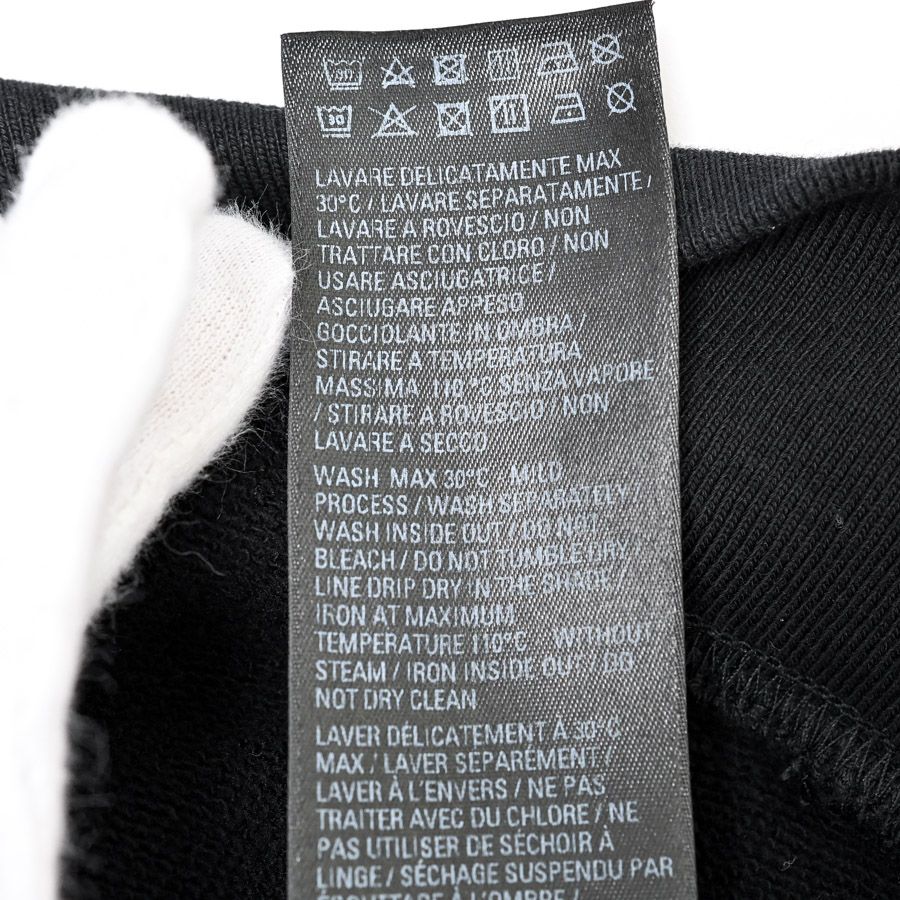 30
LAVARE DELICATAMENTE MAX
30°C / LAVARE SEPARATAMENTE /
LAVARE A ROVESCIO / NON
TRATTARE CON CLORO / NON
USARE ASCIUGATRICE /
ASCIUGARE APPESO
GOCCIOLANTE IN OMBRA /
STIRARE A TEMPERATURA
MASSIMA 110 °C SENZA VAPORE
/ STIRARE A ROVESCIO / NON
LAVARE A SECCO
WASH MAX 30°C MILD
PROCESS / WASH SEPARATELY /
WASH INSIDE OUT / DO NOT
BLEACH / DO NOT TUMBLE DRY /
LINE DRIP DRY IN THE SHADE /
IRON AT MAXIMUM
TEMPERATURE 110°C WITHOUT
STEAM / IRON INSIDE OUT / DO
NOT DRY CLEAN
LAVER DÉLICATEMENT À 30°C
MAX / LAVER SÉPARÉMENT /
LAVER À L'ENVERS / NE PAS
TRAITER AVEC DU CHLORE / NE
PAS UTILISER DE SÉCHOIR À
LINGE / SÉCHAGE SUSPENDU PAR
ÉGOUTTAGE À L'OMBRE /